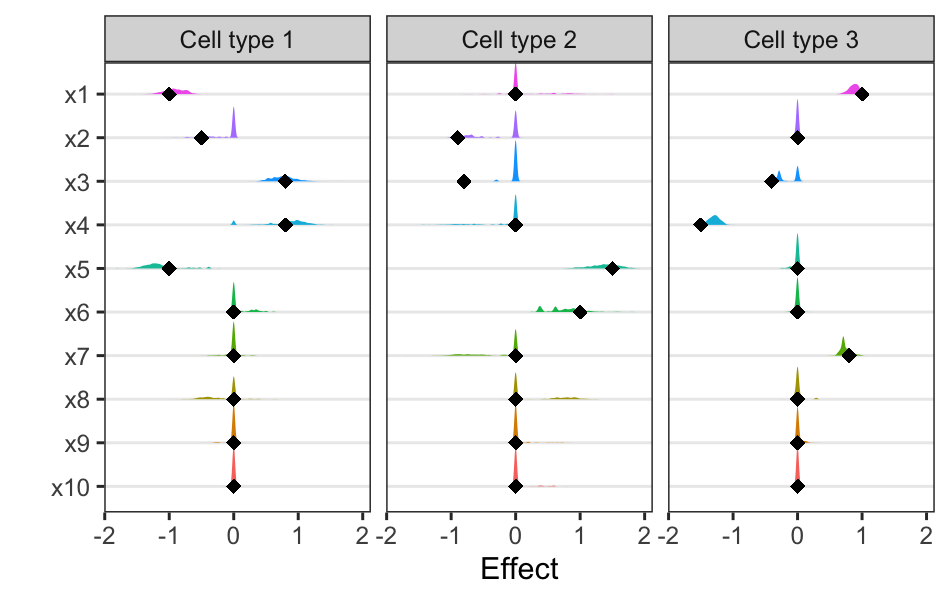 Cell type 1 Cell type 2 Cell type 3
x1
x2
x3
x4
x5
x6
x7
x8
x9
x10
-2 -1 0 1 2 -2 -1 0 1 2 -2 -1 0 1 2
Effect